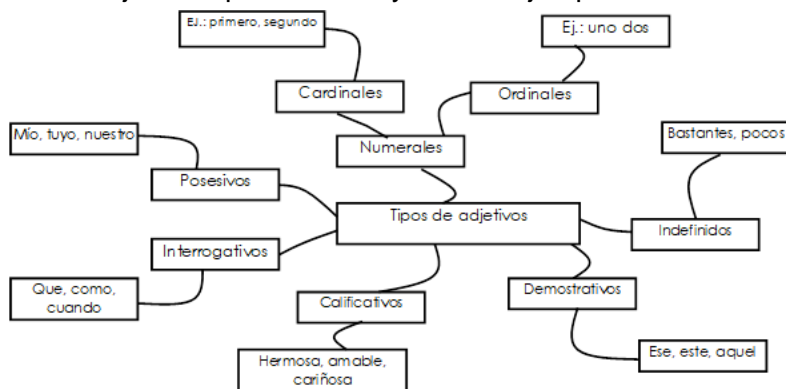 EJ.: primero, segundo
Ej.: uno dos
Cardinales
Ordinales
Mío, tuyo, nuestro
Numerales
Bastantes, pocos
Posesivos
Tipos de adjetivos
Indefinidos
Interrogativos
Que, como,
cuando
Calificativos
Demostrativos
Hermosa, amable,
cariñosa
Ese, este, aquel